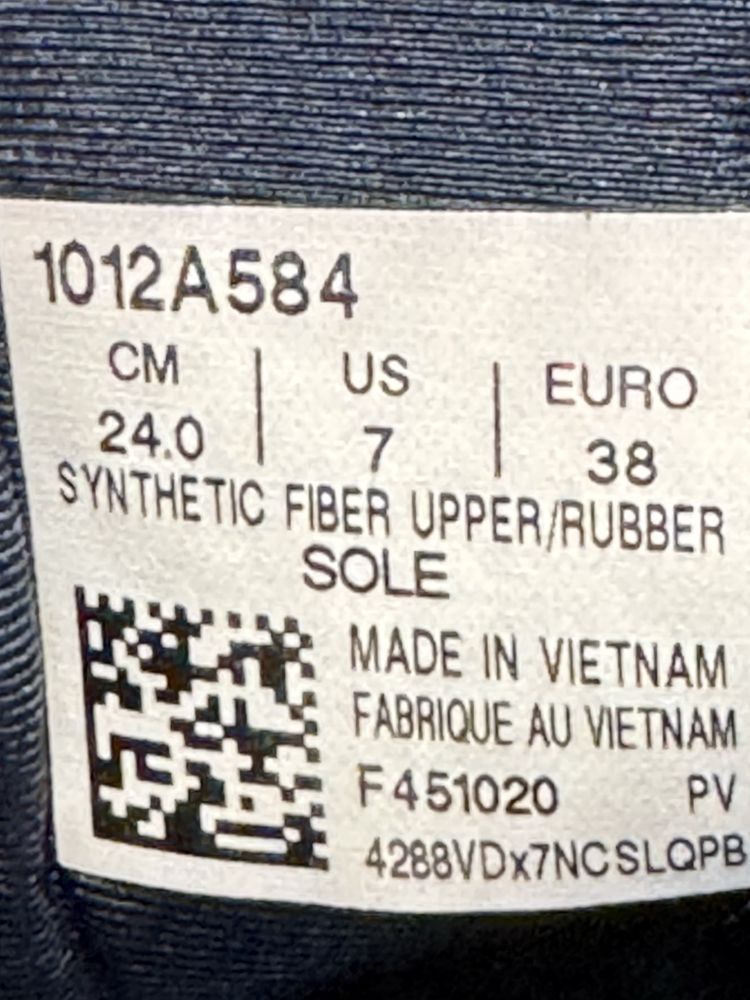 1012A584
CM | US | EURO
24.0 | 7 | 38
SYNTHETIC FIBER UPPER/RUBBER
SOLE
MADE IN VIETNAM
FABRIQUE AU VIETNAM
F451020 PV
4288VDx7NCSLQPB